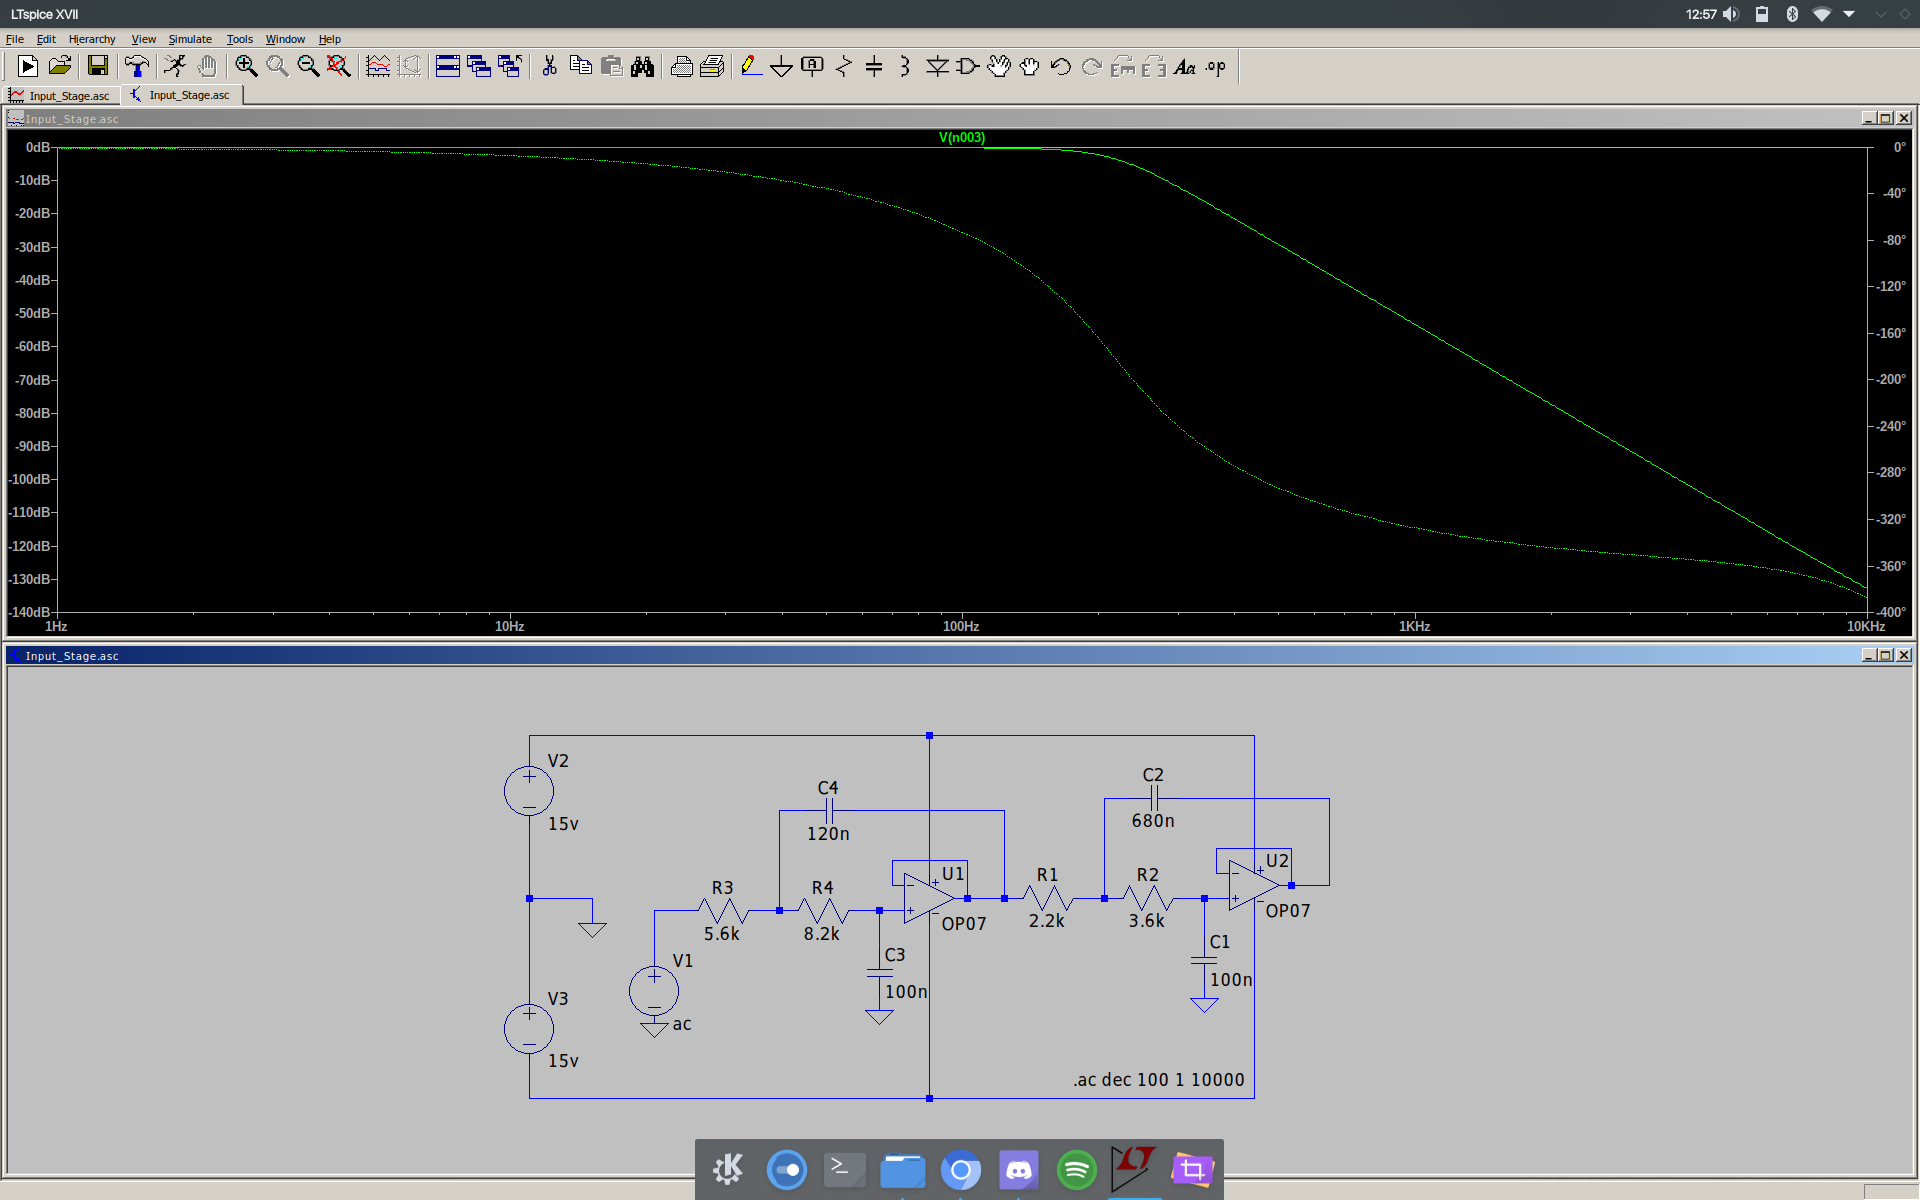 LTspice XVII
12:57
File Edit Hierarchy View Simulate Tools Window Help
.op
Input_Stage.asc Input_Stage.asc
Input_Stage.asc
V(n003)
0dB 0°
-10dB -40°
-20dB
-30dB -80°
-40dB -120°
-50dB
-60dB -160°
-70dB -200°
-80dB
-90dB -240°
-100dB -280°
-110dB -320°
-120dB
-130dB -360°
-140dB -400°
1Hz 10Hz 100Hz 1KHz 10KHz
Input_Stage.asc
V2
15v
C4
120n
C2
680n
U1
OP07
U2
OP07
R3
5.6k
R4
8.2k
R1
2.2k
R2
3.6k
V1
ac
C3
100n
C1
100n
V3
15v
.ac dec 100 1 10000